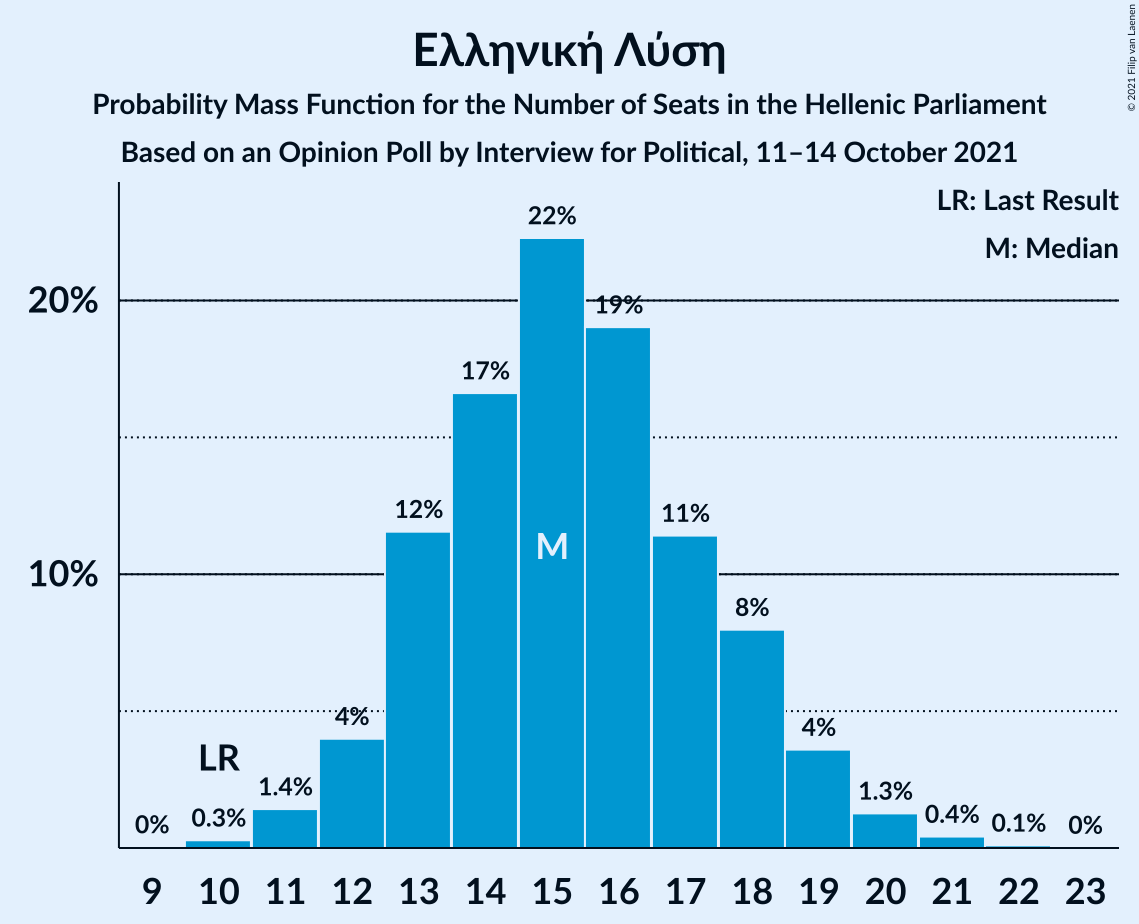 Ελληνική Λύση
Probability Mass Function for the Number of Seats in the Hellenic Parliament
Based on an Opinion Poll by Interview for Political, 11–14 October 2021
© 2021 Filip van Laenen
LR: Last Result
M: Median
20%
10%
0%
0.3%
1.4%
4%
12%
17%
22%
19%
11%
8%
4%
1.3%
0.4%
0.1%
0%
LR
M
9 10 11 12 13 14 15 16 17 18 19 20 21 22 23